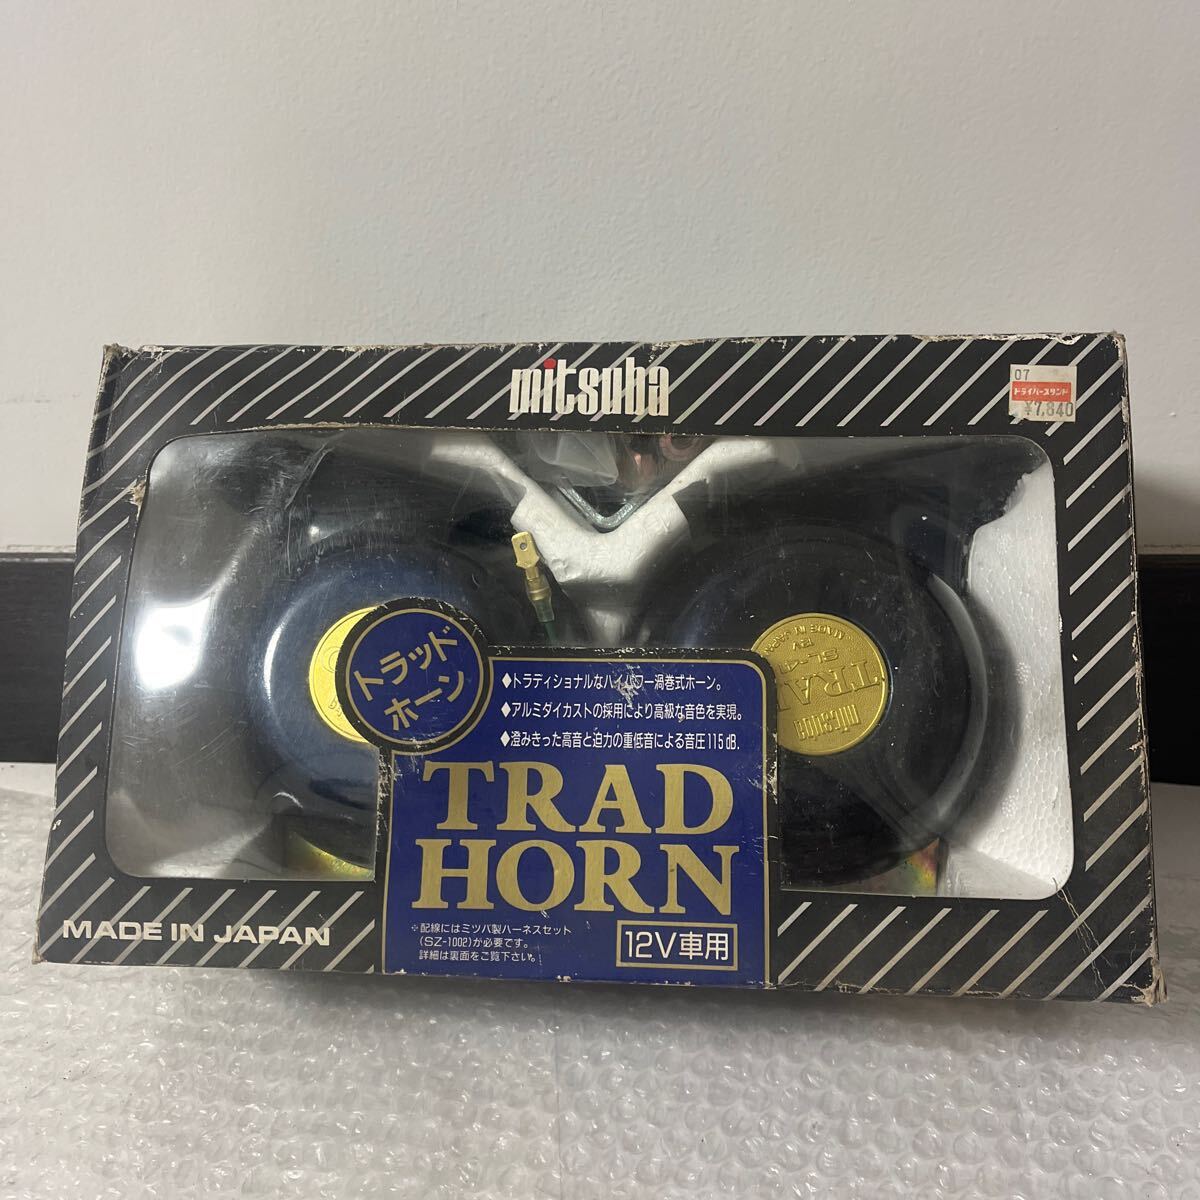 mitsuba
07
ドライバースタンド
¥7,840
トラッド
ホーン
◆トラディショナルなハイパワー渦巻式ホーン。
◆アルミダイカストの採用により高級な音色を実現。
◆澄みきった高音と迫力の重低音による音圧115dB.
TRAD
HORN
※配線にはミツバ製ハーネスセット
(SZ-1002)が必要です。
詳細は裏面をご覧下さい。
12V車用
MADE IN JAPAN
mitsuba
TRA
MADE IN JAPA